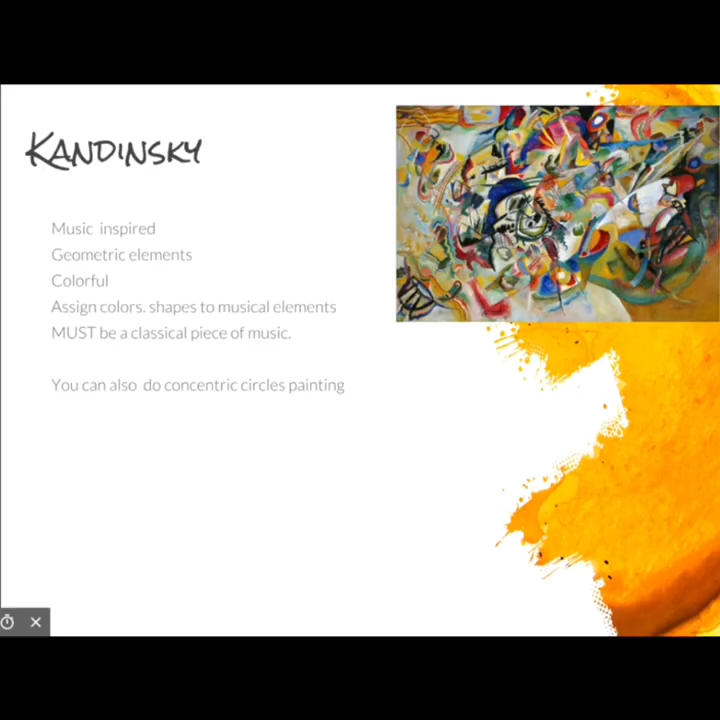 KANDINSKY
Music inspired
Geometric elements
Colorful
Assign colors. shapes to musical elements
MUST be a classical piece of music.
You can also do concentric circles painting